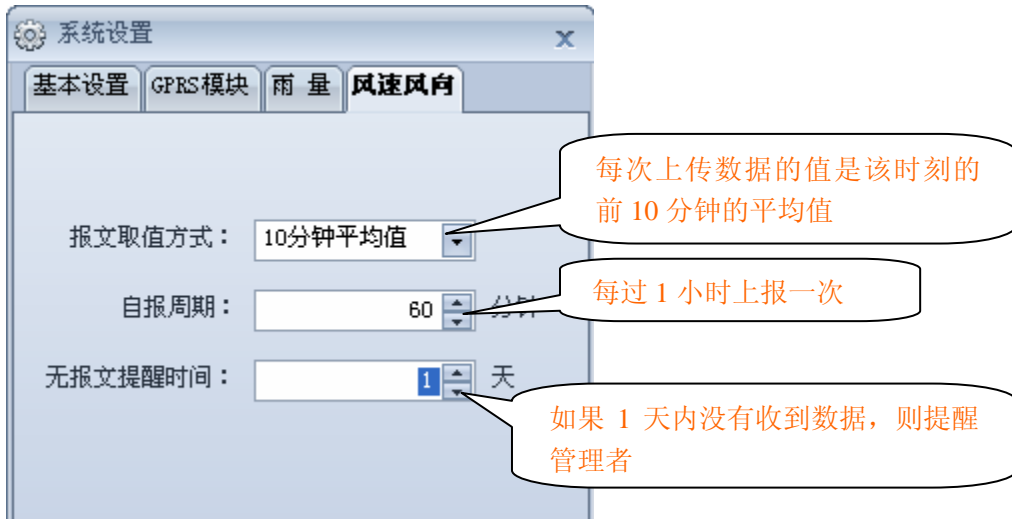 系统设置
基本设置 GPRS模块 雨 量 风速风向
每次上传数据的值是该时刻的
前 10 分钟的平均值
报文取值方式： 10分钟平均值
每过 1 小时上报一次
自报周期： 60 分钟
无报文提醒时间： 1 天
如果 1 天内没有收到数据，则提醒
管理者